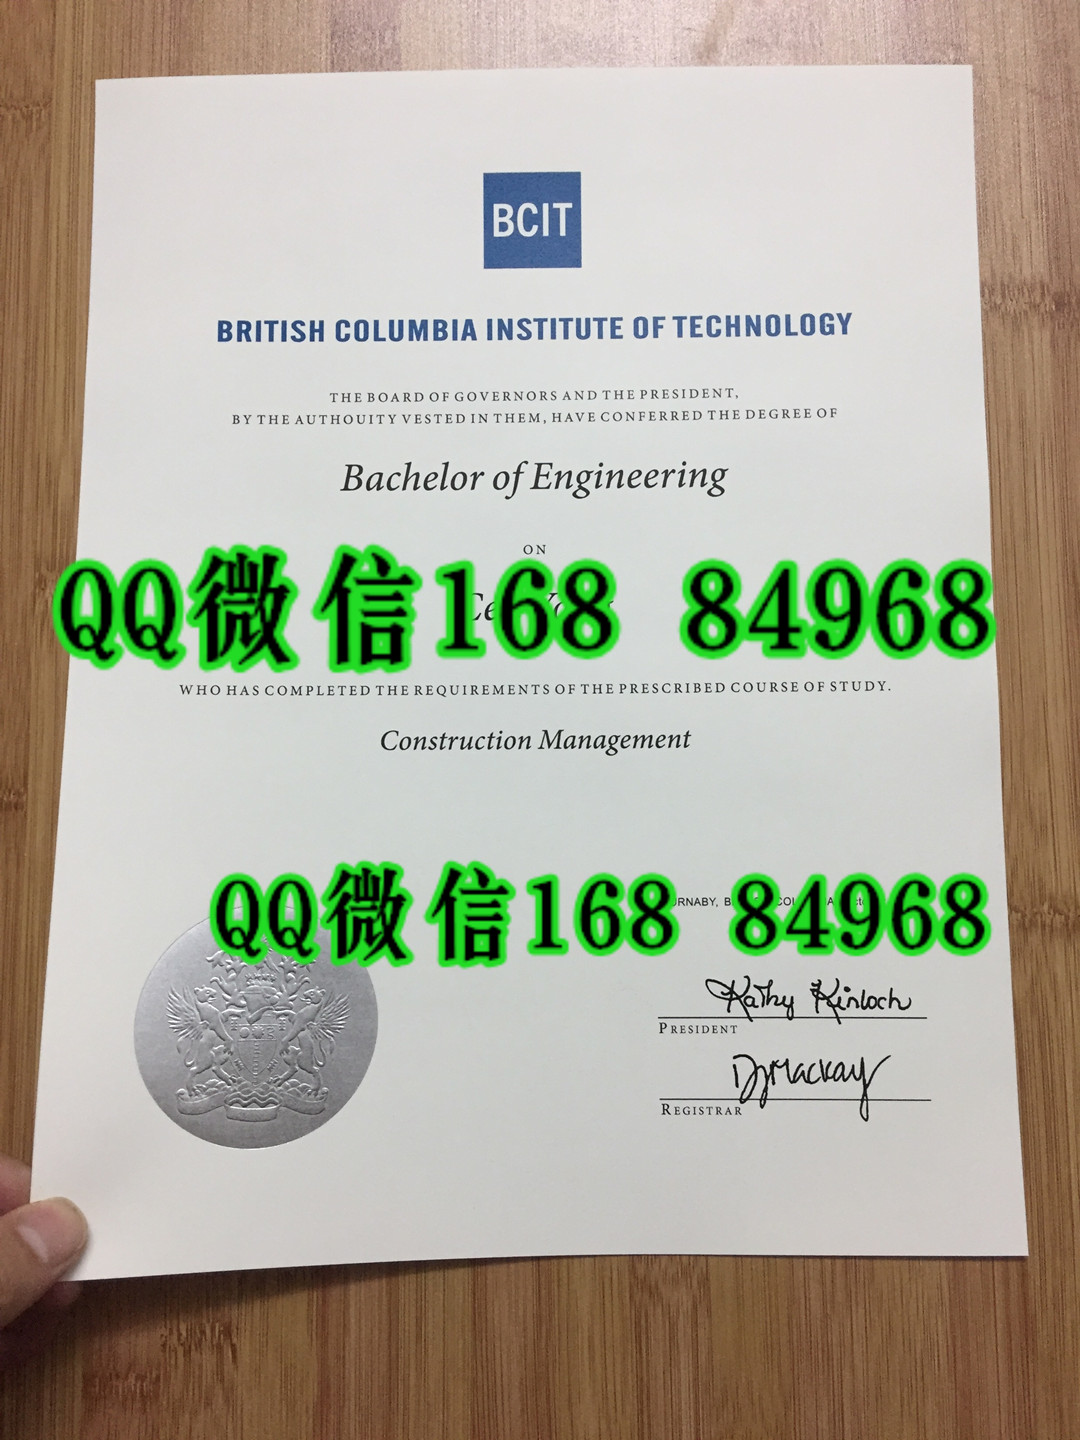 BCIT
BRITISH COLUMBIA INSTITUTE OF TECHNOLOGY
THE BOARD OF GOVERNORS AND THE PRESIDENT,
BY THE AUTHOUITY VESTED IN THEM, HAVE CONFERRED THE DEGREE OF
Bachelor of Engineering
ON
QQ微信168 84968
WHO HAS COMPLETED THE REQUIREMENTS OF THE PRESCRIBED COURSE OF STUDY.
Construction Management
QQ微信168 84968
Kathy Kinloch
PRESIDENT
DJMackay
REGISTRAR